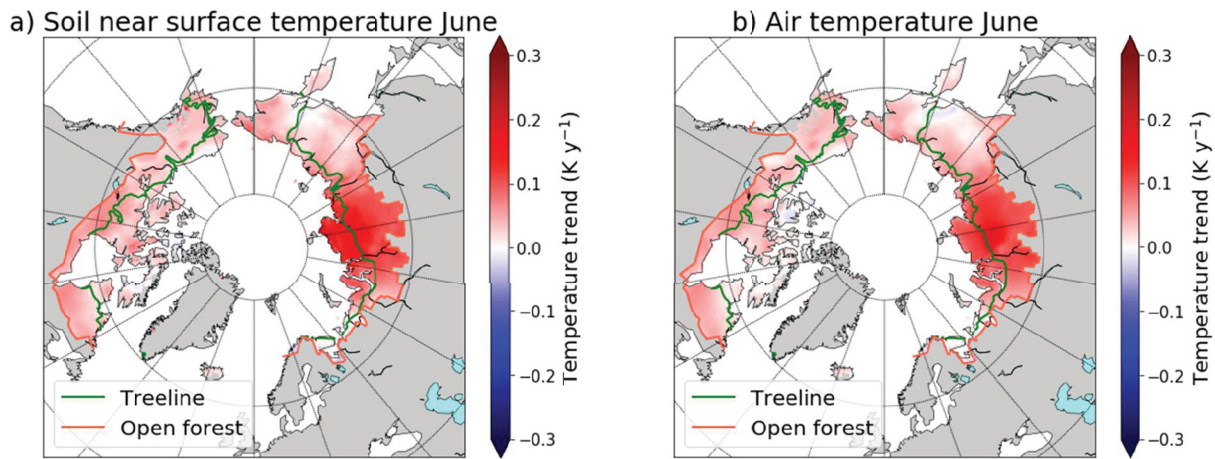 a) Soil near surface temperature June
0.3
0.2
0.1
0.0
−0.1
−0.2
−0.3
Temperature trend (K y⁻¹)
Treeline
Open forest
b) Air temperature June
0.3
0.2
0.1
0.0
−0.1
−0.2
−0.3
Temperature trend (K y⁻¹)
Treeline
Open forest